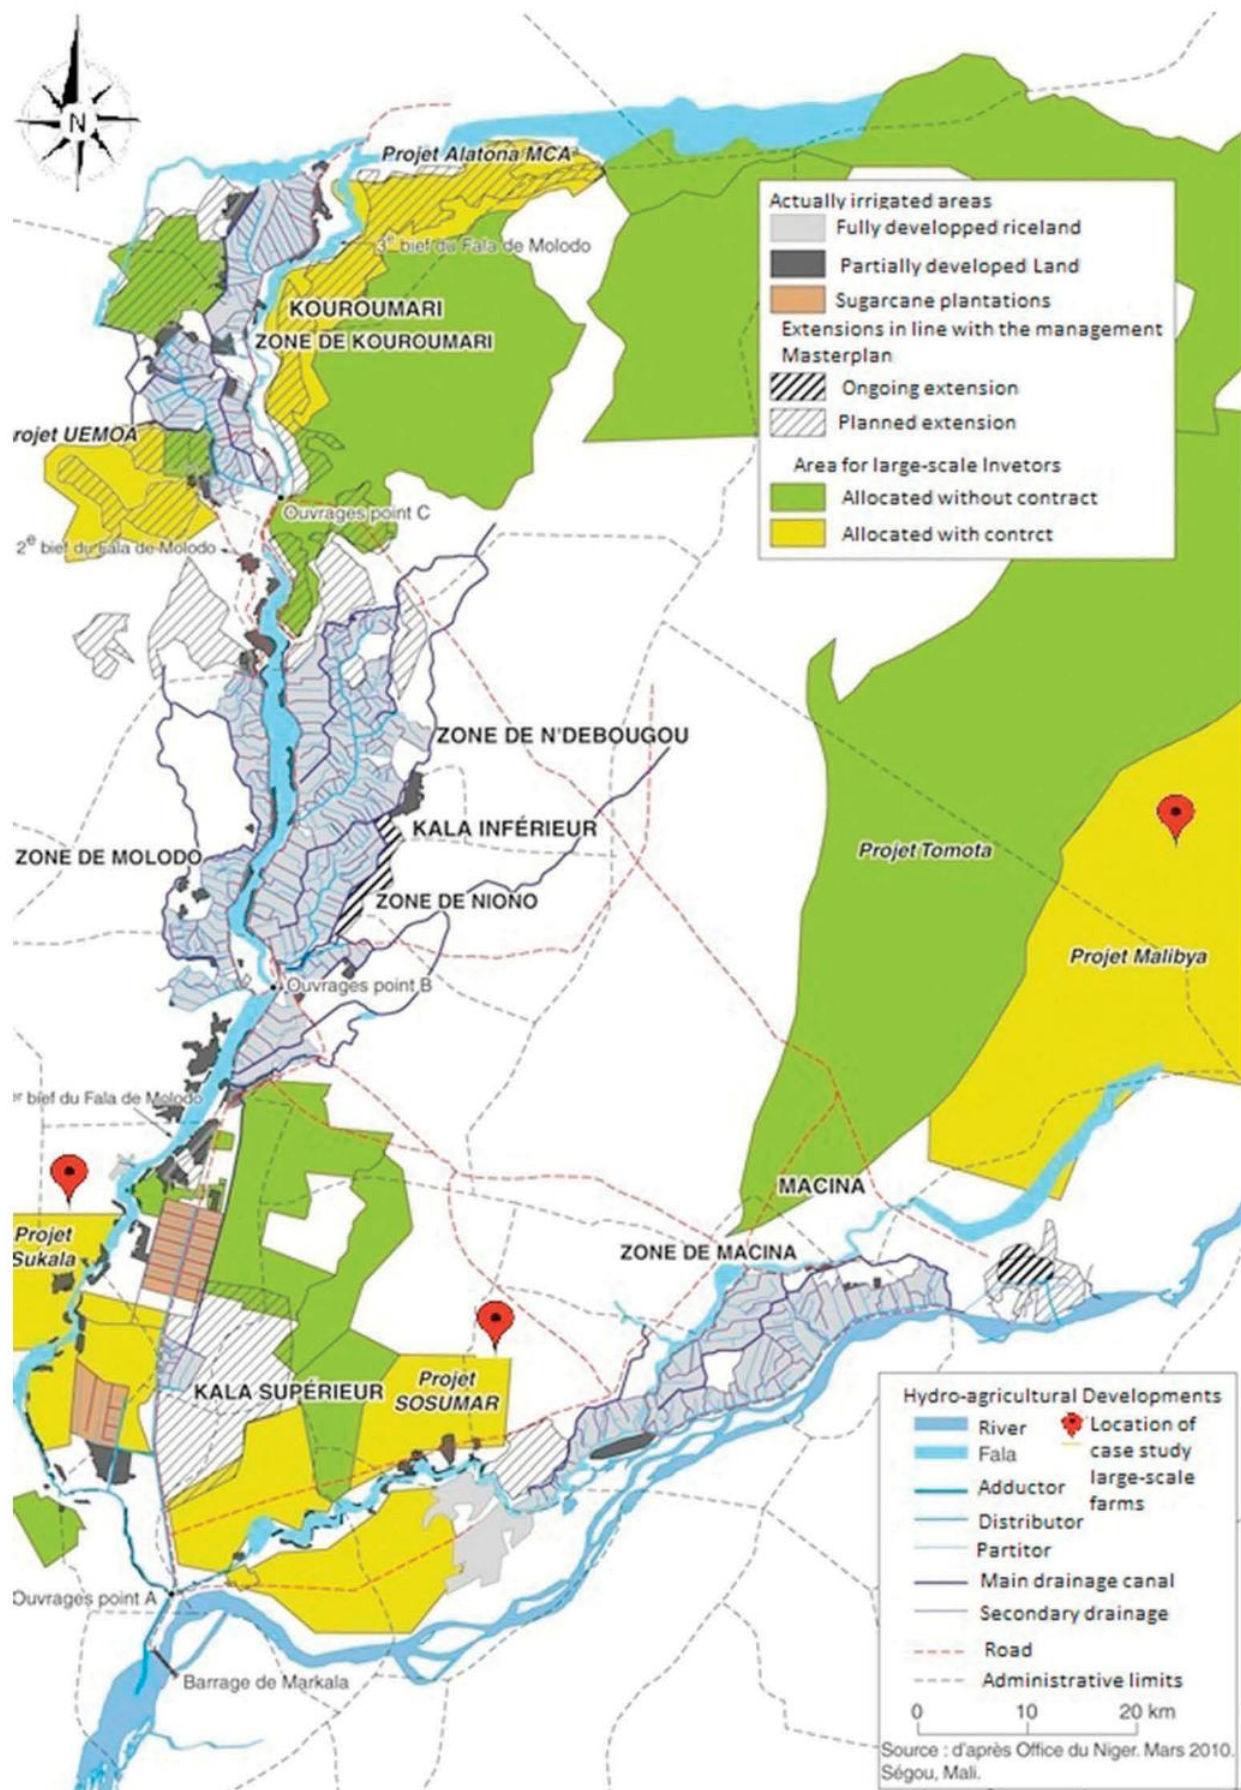 N
Projet Alatona MCA
Actually irrigated areas
Fully developped riceland
Partially developed Land
Sugarcane plantations
Extensions in line with the management
Masterplan
Ongoing extension
Planned extension
Area for large-scale Invetors
Allocated without contract
Allocated with contrct
3e bief du Fala de Molodo
KOUROUMARI
ZONE DE KOUROUMARI
rojet UEMOA
Ouvrages point C
2e bief du Fala de Molodo
ZONE DE N'DEBOUGOU
KALA INFÉRIEUR
ZONE DE MOLODO
Projet Tomota
ZONE DE NIONO
Projet Malibya
Ouvrages point B
er bief du Fala de Molodo
MACINA
Projet
Sukala
ZONE DE MACINA
KALA SUPÉRIEUR
Projet
SOSUMAR
Ouvrages point A
Barrage de Markala
Hydro-agricultural Developments
River
Fala
Adductor
Distributor
Partitor
Main drainage canal
Secondary drainage
Road
Administrative limits
Location of
case study
large-scale
farms
0 10 20 km
Source : d'après Office du Niger. Mars 2010.
Ségou, Mali.